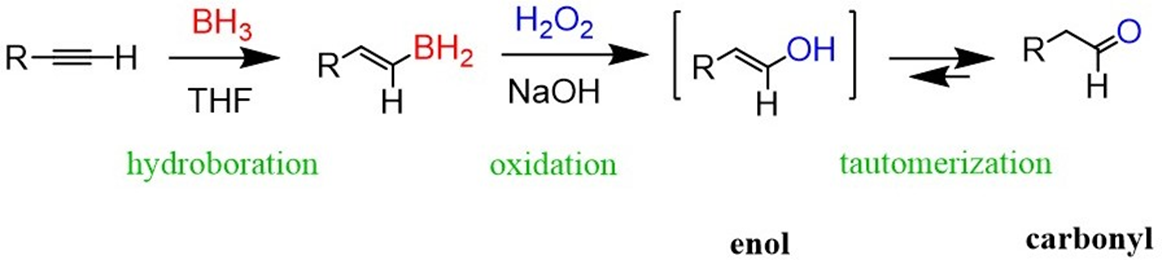 R H BH₃ THF R BH₂ H H₂O₂ NaOH R OH H R O H
hydroboration oxidation tautomerization
enol carbonyl